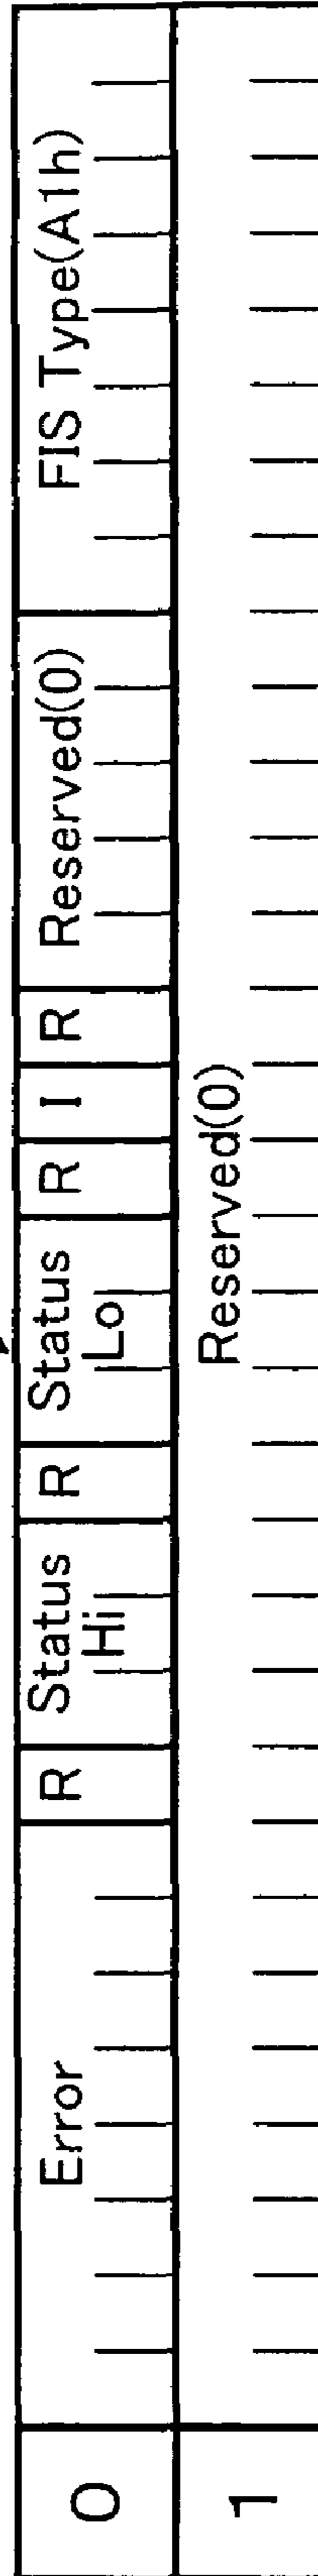 0
Error
R
Status
Hi
R
Status
Lo
R
I
R
Reserved(0)
FIS Type(A1h)
1
Reserved(0)